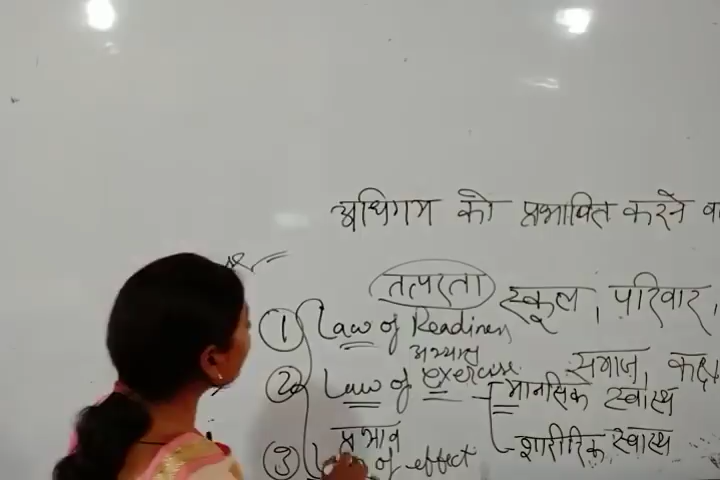 अधिगम को प्रभावित करने
तत्परता स्कूल, परिवार,
① Law of Readiness
अभ्यास
समाज, कक्षा
② Law of exercise
मानसिक स्वास्थ
प्रभाव
शारीरिक स्वास्थ
③ of effect